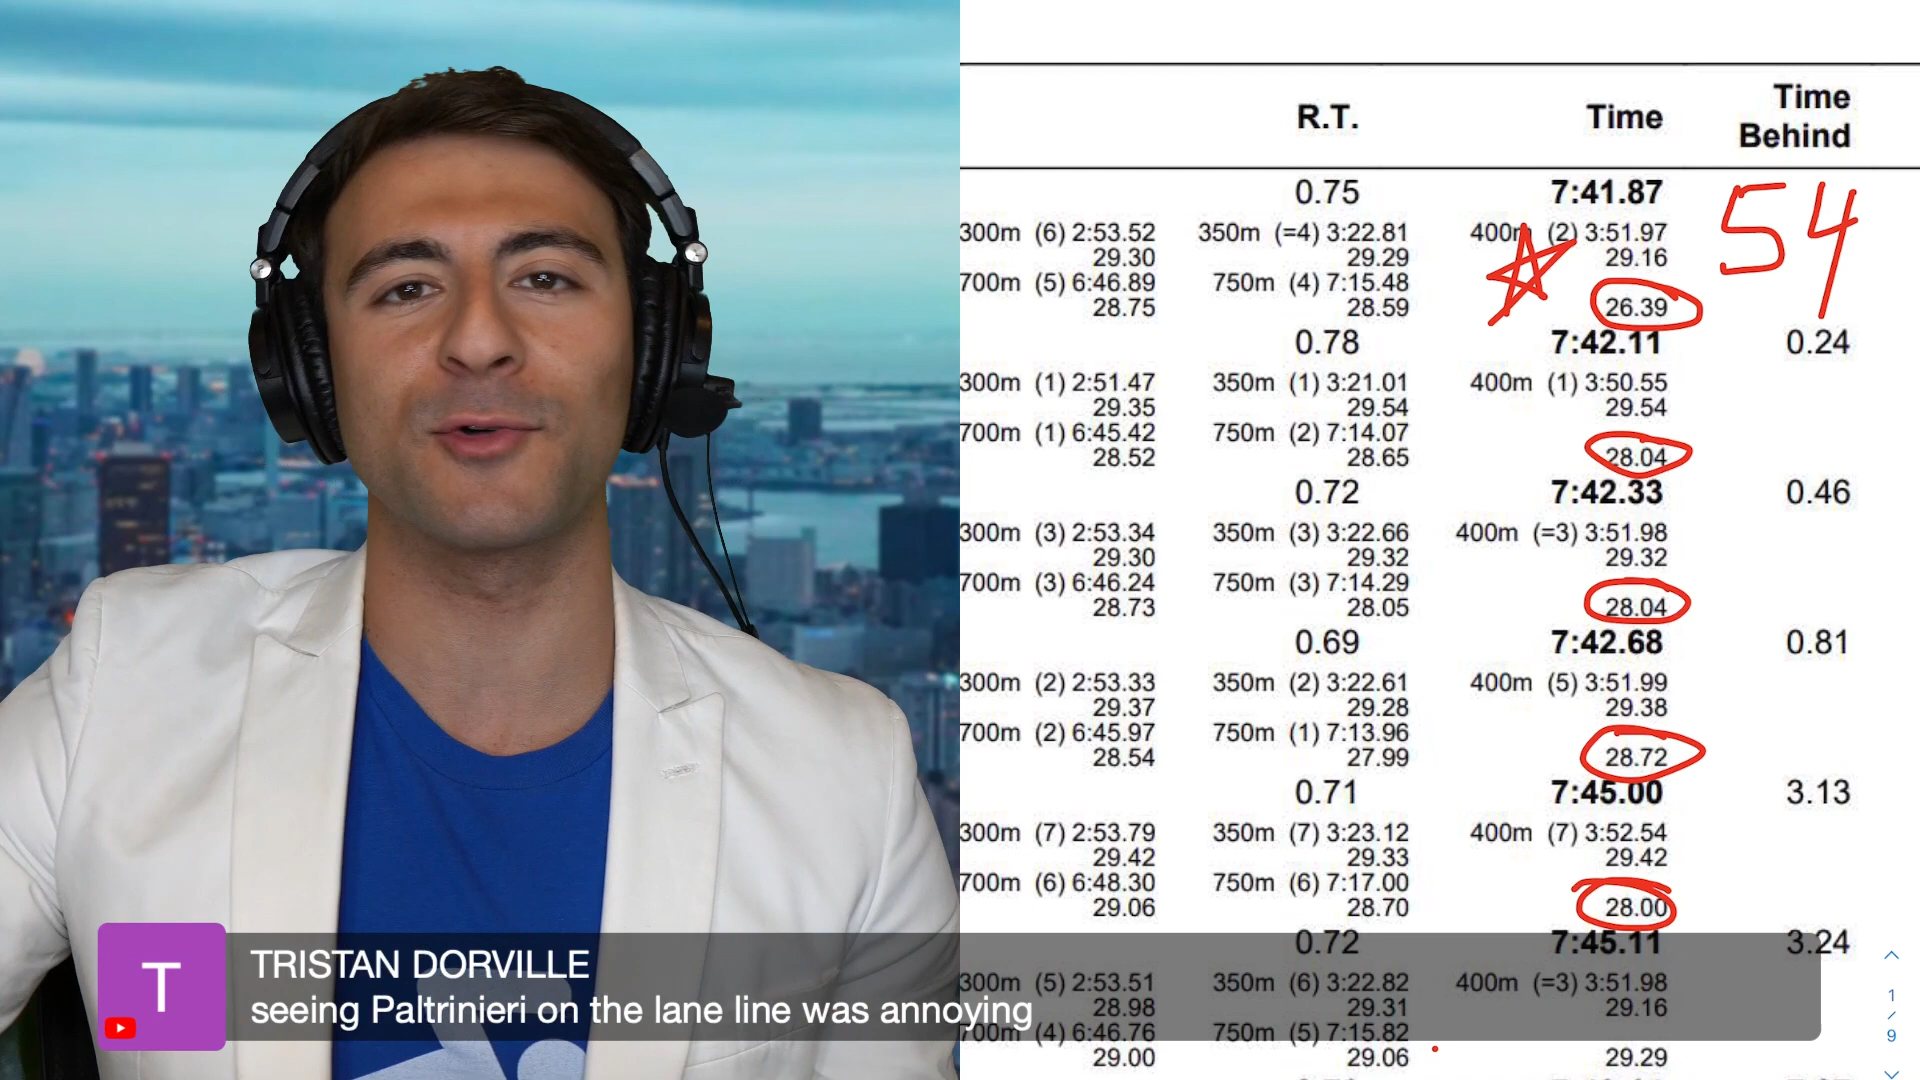 R.T. Time Time
Behind
0.75 7:41.87 54
300m (6) 2:53.52 350m (=4) 3:22.81 400m (2) 3:51.97
29.30 29.29 29.16
700m (5) 6:46.89 750m (4) 7:15.48
28.75 28.59 26.39
0.78 7:42.11 0.24
300m (1) 2:51.47 350m (1) 3:21.01 400m (1) 3:50.55
29.35 29.54 29.54
700m (1) 6:45.42 750m (2) 7:14.07
28.52 28.65 28.04
0.72 7:42.33 0.46
300m (3) 2:53.34 350m (3) 3:22.66 400m (=3) 3:51.98
29.30 29.32 29.32
700m (3) 6:46.24 750m (3) 7:14.29
28.73 28.05 28.04
0.69 7:42.68 0.81
300m (2) 2:53.33 350m (2) 3:22.61 400m (5) 3:51.99
29.37 29.28 29.38
700m (2) 6:45.97 750m (1) 7:13.96
28.54 27.99 28.72
0.71 7:45.00 3.13
300m (7) 2:53.79 350m (7) 3:23.12 400m (7) 3:52.54
29.42 29.33 29.42
700m (6) 6:48.30 750m (6) 7:17.00
29.06 28.70 28.00
0.72 7:45.11 3.24
300m (5) 2:53.51 350m (6) 3:22.82 400m (=3) 3:51.98
28.98 29.31 29.16
700m (4) 6:46.76 750m (5) 7:15.82
29.00 29.06 29.29
T
TRISTAN DORVILLE
seeing Paltrinieri on the lane line was annoying
1
/
9